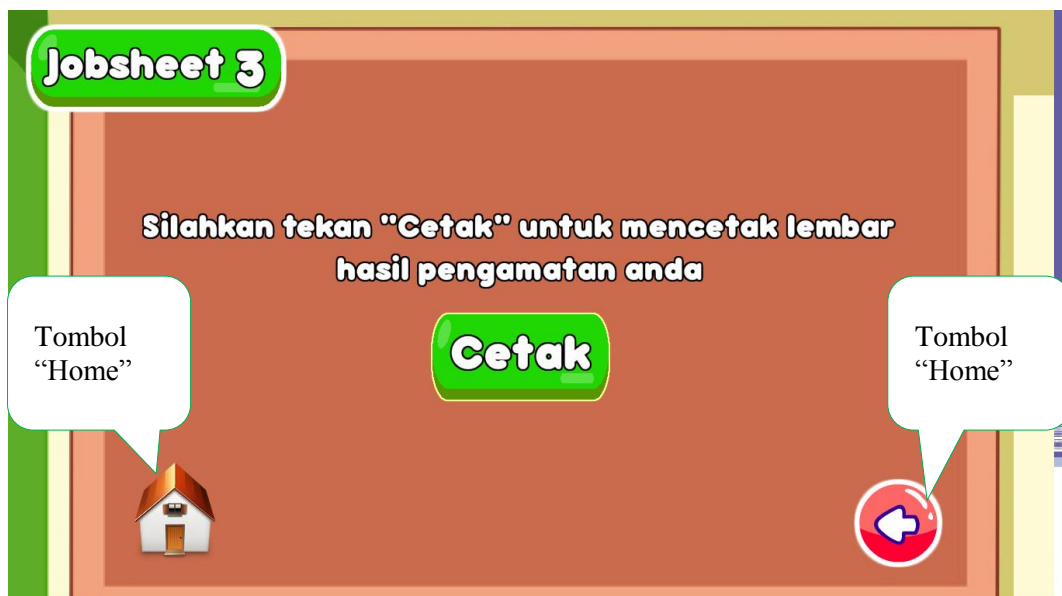 Jobsheet 3
Silahkan tekan "Cetak" untuk mencetak lembar
hasil pengamatan anda
Cetak
Tombol
“Home”
Tombol
“Home”